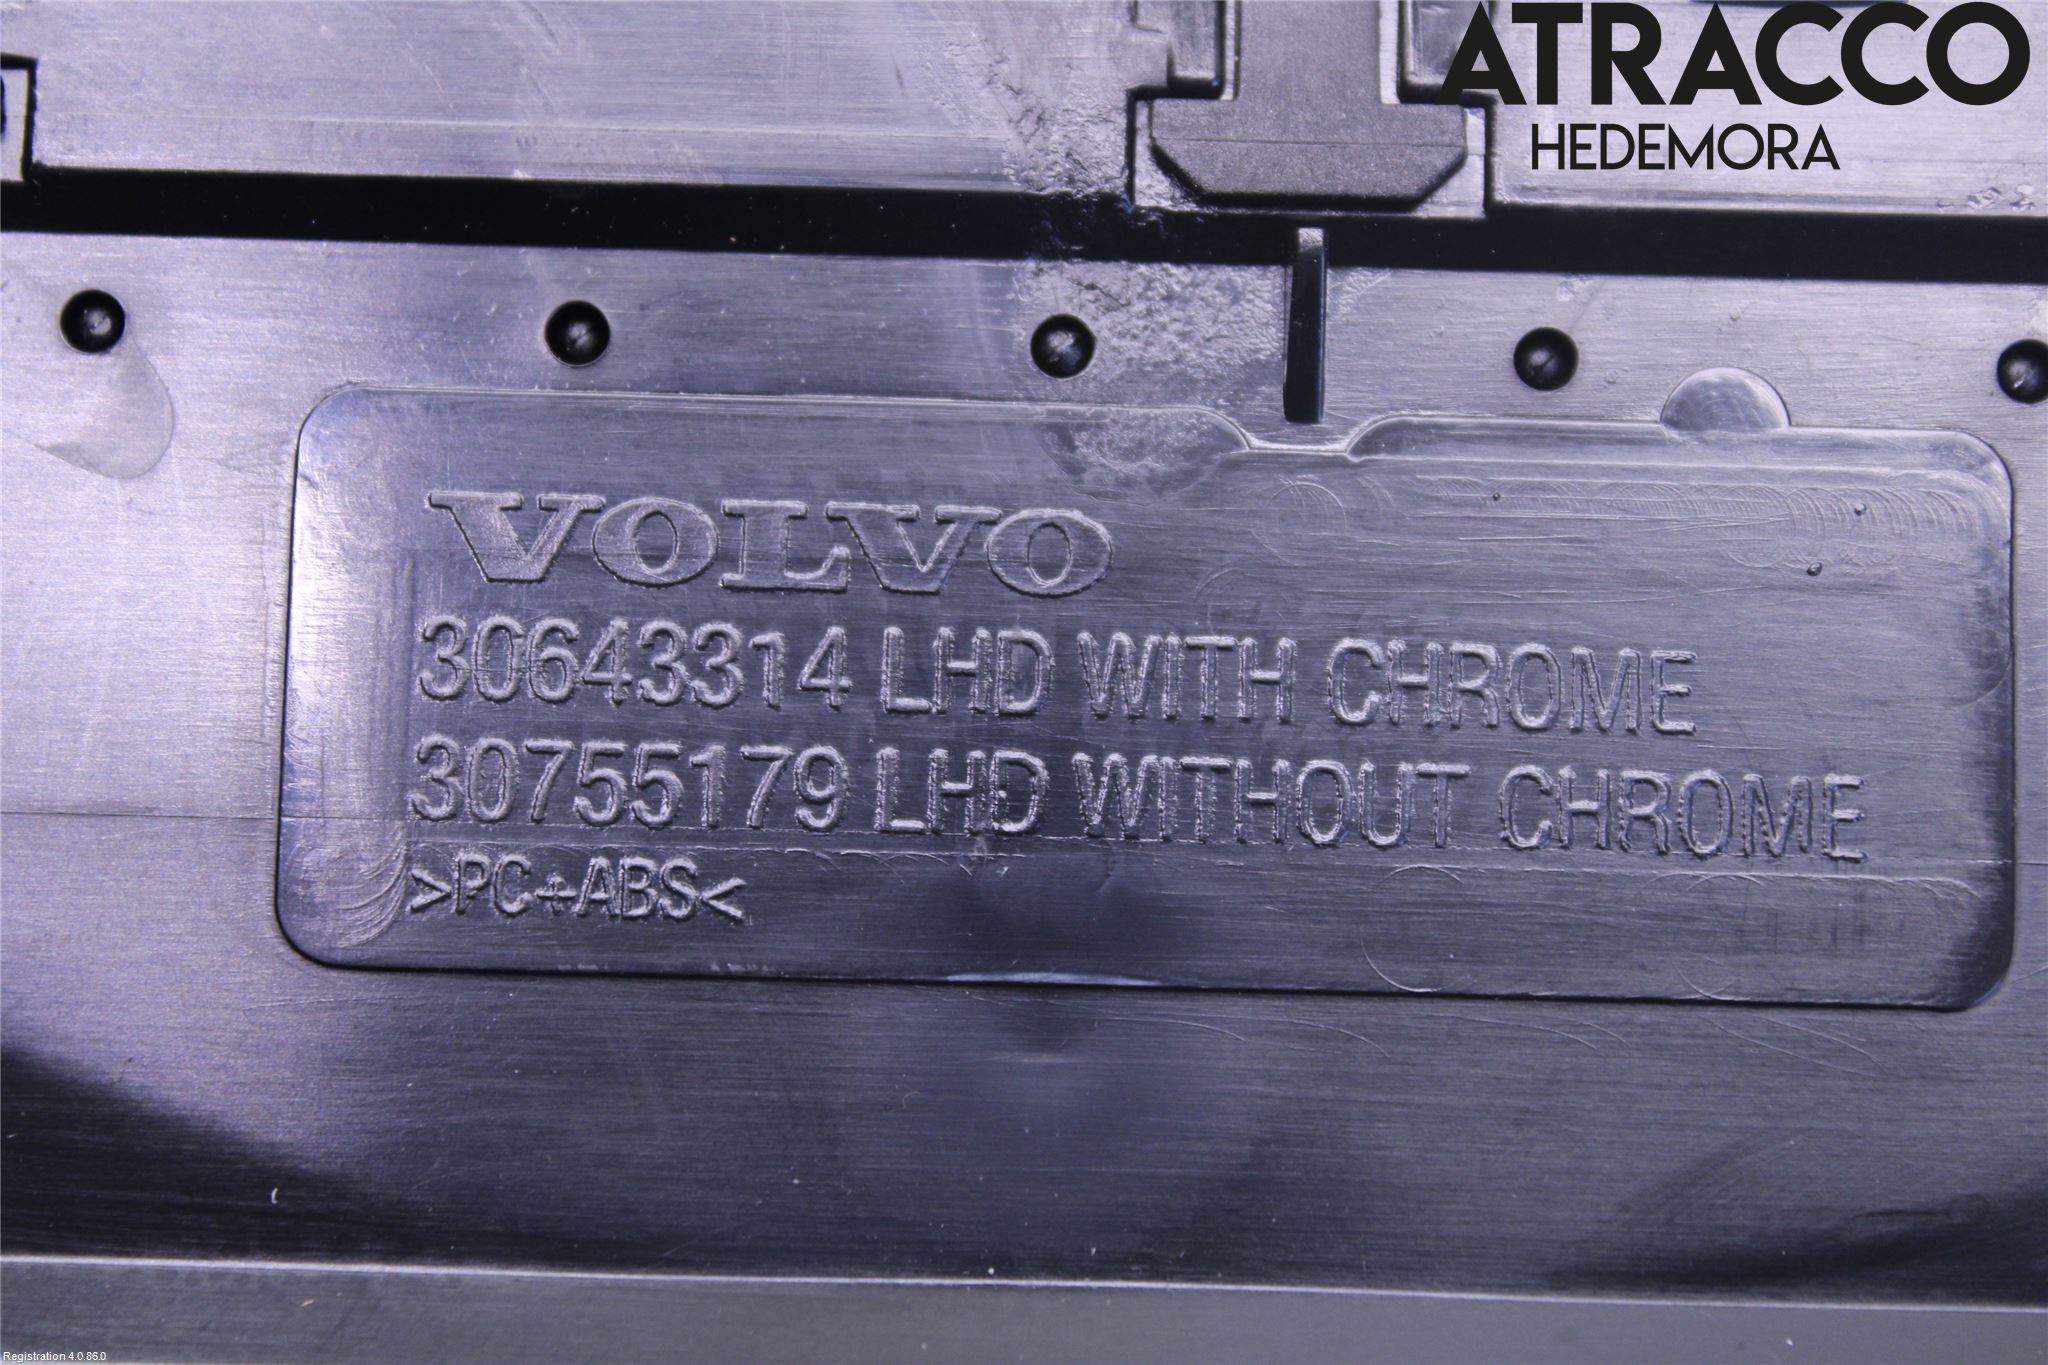 ATRACCO
HEDEMORA
VOLVO
30643314 LHD WITH CHROME
30755179 LHD WITHOUT CHROME
>PC+ABS<
Registration 4.0.86.0